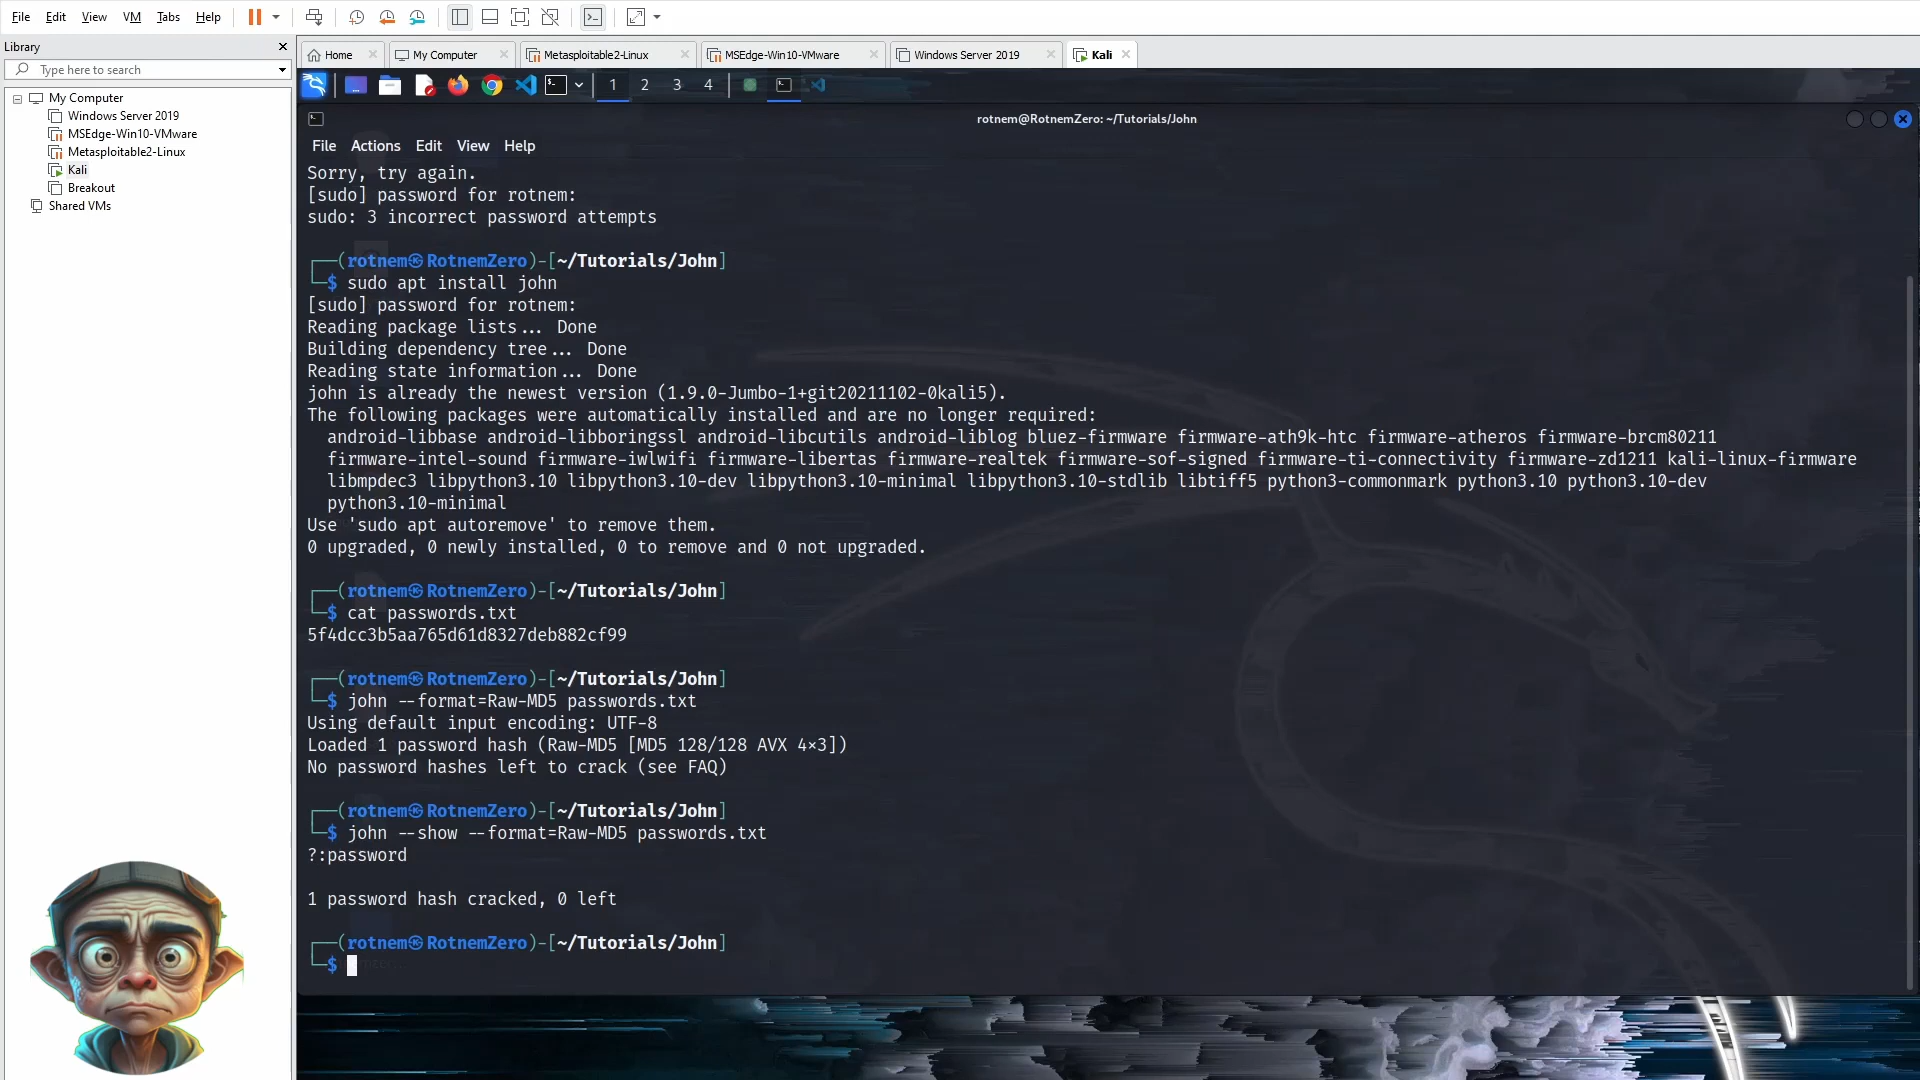 File Edit View VM Tabs Help
Library
Type here to search
My Computer
Windows Server 2019
MSEdge-Win10-VMware
Metasploitable2-Linux
Kali
Breakout
Shared VMs
Home My Computer Metasploitable2-Linux MSEdge-Win10-VMware Windows Server 2019 Kali
1 2 3 4
rotnem@RotnemZero: ~/Tutorials/John
File Actions Edit View Help
Sorry, try again.
[sudo] password for rotnem:
sudo: 3 incorrect password attempts
┌──(rotnem㉿RotnemZero)-[~/Tutorials/John]
└─$ sudo apt install john
[sudo] password for rotnem:
Reading package lists... Done
Building dependency tree... Done
Reading state information... Done
john is already the newest version (1.9.0-Jumbo-1+git20211102-0kali5).
The following packages were automatically installed and are no longer required:
android-libbase android-libboringssl android-libcutils android-liblog bluez-firmware firmware-ath9k-htc firmware-atheros firmware-brcm80211
firmware-intel-sound firmware-iwlwifi firmware-libertas firmware-realtek firmware-sof-signed firmware-ti-connectivity firmware-zd1211 kali-linux-firmware
libmpdec3 libpython3.10 libpython3.10-dev libpython3.10-minimal libpython3.10-stdlib libtiff5 python3-commonmark python3.10 python3.10-dev
python3.10-minimal
Use 'sudo apt autoremove' to remove them.
0 upgraded, 0 newly installed, 0 to remove and 0 not upgraded.
┌──(rotnem㉿RotnemZero)-[~/Tutorials/John]
└─$ cat passwords.txt
5f4dcc3b5aa765d61d8327deb882cf99
┌──(rotnem㉿RotnemZero)-[~/Tutorials/John]
└─$ john --format=Raw-MD5 passwords.txt
Using default input encoding: UTF-8
Loaded 1 password hash (Raw-MD5 [MD5 128/128 AVX 4×3])
No password hashes left to crack (see FAQ)
┌──(rotnem㉿RotnemZero)-[~/Tutorials/John]
└─$ john --show --format=Raw-MD5 passwords.txt
?:password
1 password hash cracked, 0 left
┌──(rotnem㉿RotnemZero)-[~/Tutorials/John]
└─$